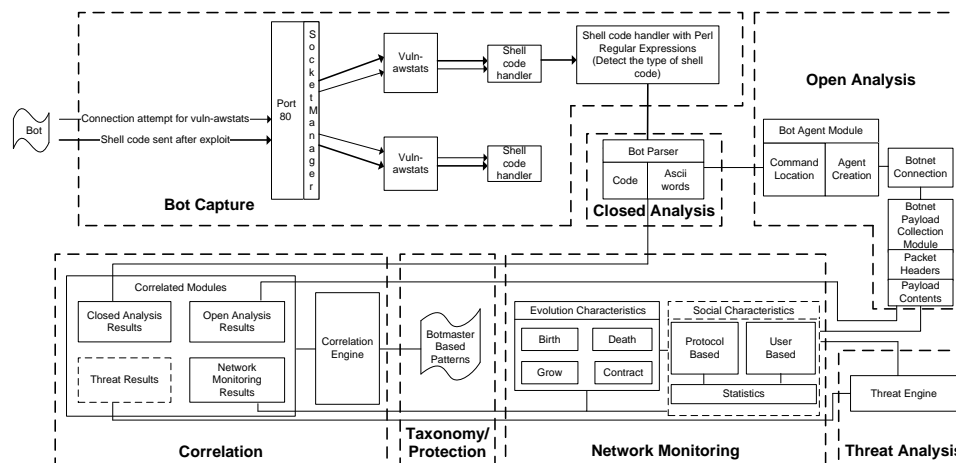 Bot
Connection attempt for vuln-awstats
Shell code sent after exploit
Port
80
SocketManager
Vuln-
awstats
Shell
code
handler
Vuln-
awstats
Shell
code
handler
Shell code handler with Perl
Regular Expressions
(Detect the type of shell
code)
Bot Capture
Bot Parser
Code
Ascii
words
Closed Analysis
Open Analysis
Bot Agent Module
Command
Location
Agent
Creation
Botnet
Connection
Botnet
Payload
Collection
Module
Packet
Headers
Payload
Contents
Correlated Modules
Closed Analysis
Results
Open Analysis
Results
Threat Results
Network
Monitoring
Results
Correlation
Engine
Correlation
Botmaster
Based
Patterns
Taxonomy/
Protection
Evolution Characteristics
Birth
Death
Grow
Contract
Social Characteristics
Protocol
Based
User
Based
Statistics
Network Monitoring
Threat Engine
Threat Analysis